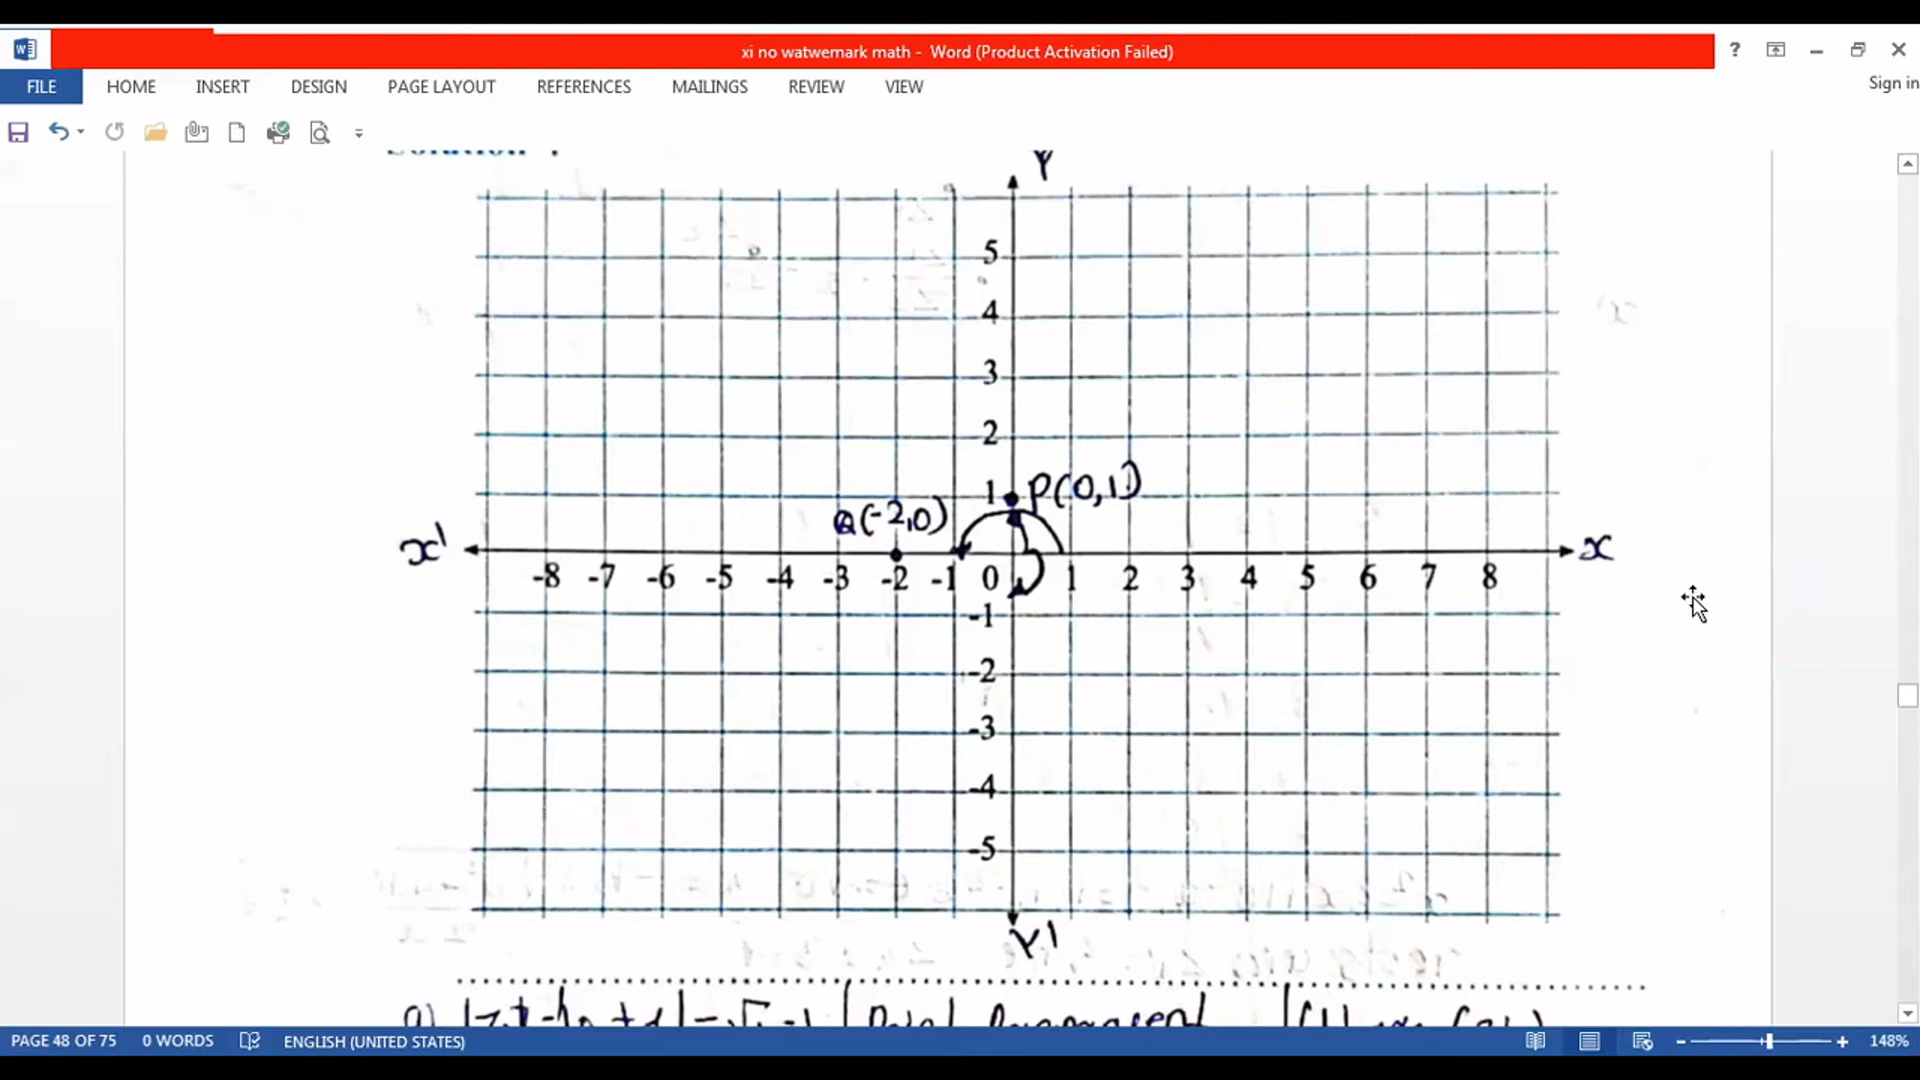 xi no watwemark math - Word (Product Activation Failed)
?
FILE HOME INSERT DESIGN PAGE LAYOUT REFERENCES MAILINGS REVIEW VIEW
Sign in
Solution :
Y
5
4
3
2
1 P(0,1)
Q(-2,0)
x' x
-8 -7 -6 -5 -4 -3 -2 -1 0 1 2 3 4 5 6 7 8
-1
-2
-3
-4
-5
Y'
PAGE 48 OF 75 0 WORDS ENGLISH (UNITED STATES) 148%